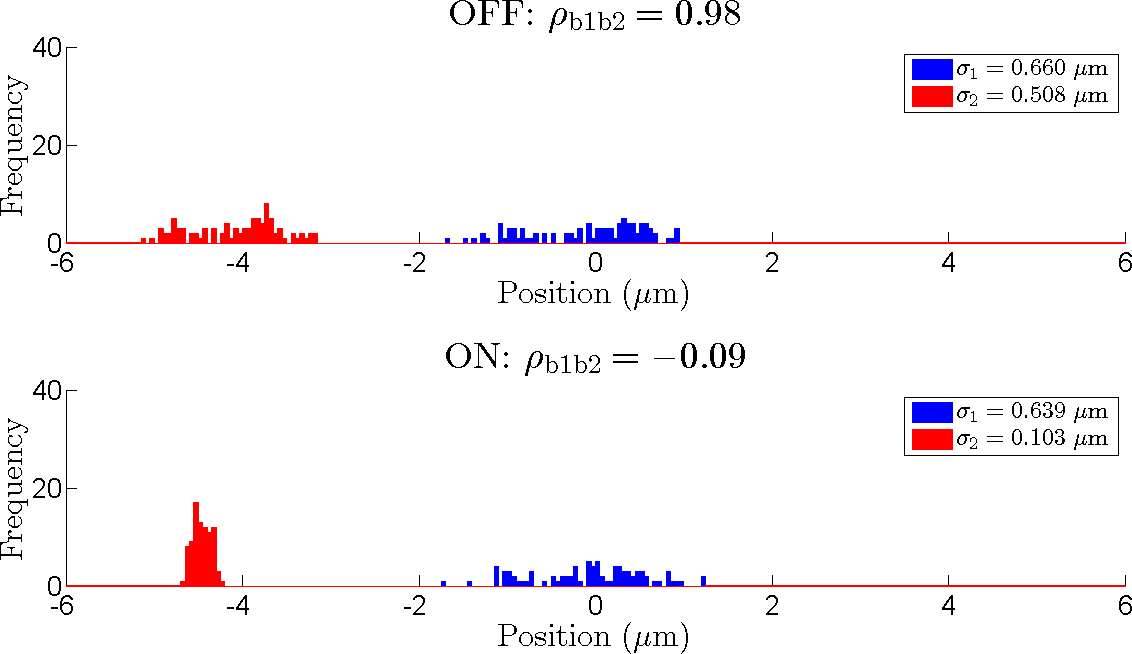 OFF: ρb1b2 = 0.98
40
20
0
Frequency
σ1 = 0.660 μm
σ2 = 0.508 μm
-6 -4 -2 0 2 4 6
Position (μm)
ON: ρb1b2 = −0.09
40
20
0
Frequency
σ1 = 0.639 μm
σ2 = 0.103 μm
-6 -4 -2 0 2 4 6
Position (μm)